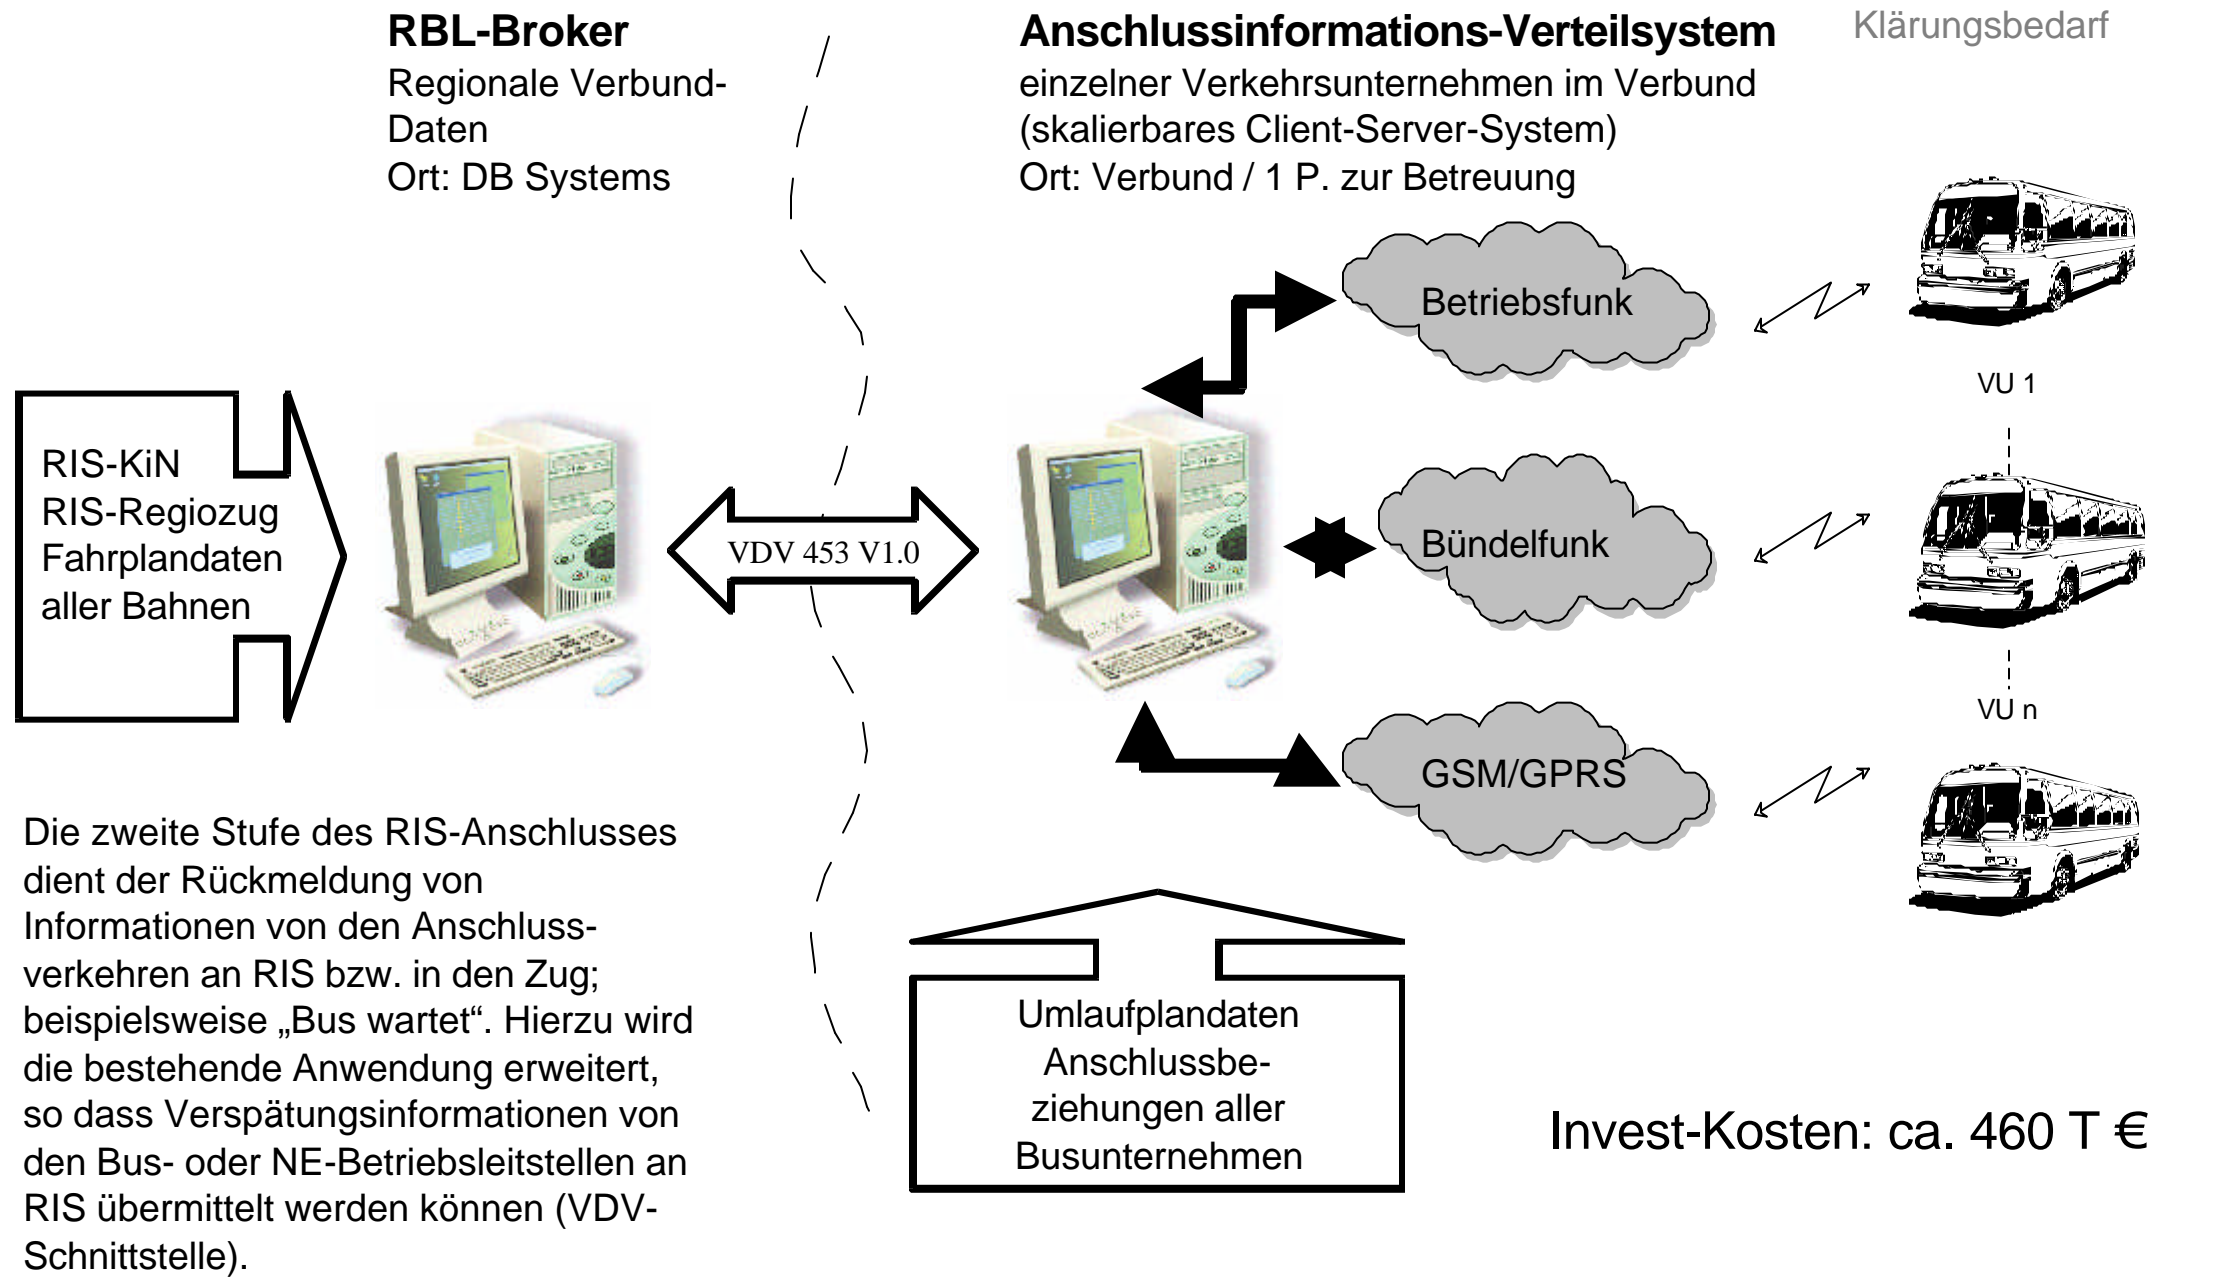 RBL-Broker
Regionale Verbund-
Daten
Ort: DB Systems
Anschlussinformations-Verteilsystem
einzelner Verkehrsunternehmen im Verbund
(skalierbares Client-Server-System)
Ort: Verbund / 1 P. zur Betreuung
Klärungsbedarf
RIS-KiN
RIS-Regiozug
Fahrplandaten
aller Bahnen
VDV 453 V1.0
Betriebsfunk
Bündelfunk
GSM/GPRS
VU 1
VU n
Die zweite Stufe des RIS-Anschlusses
dient der Rückmeldung von
Informationen von den Anschluss-
verkehren an RIS bzw. in den Zug;
beispielsweise „Bus wartet“. Hierzu wird
die bestehende Anwendung erweitert,
so dass Verspätungsinformationen von
den Bus- oder NE-Betriebsleitstellen an
RIS übermittelt werden können (VDV-
Schnittstelle).
Umlaufplandaten
Anschlussbe-
ziehungen aller
Busunternehmen
Invest-Kosten: ca. 460 T €